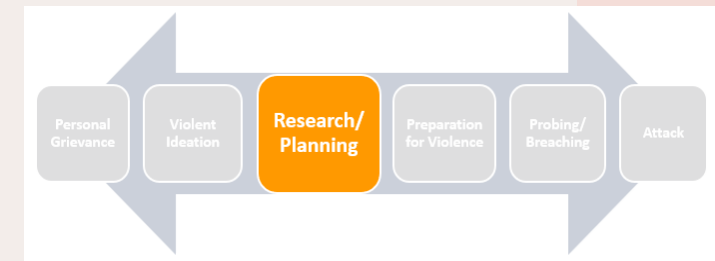 Personal
Grievance
Violent
Ideation
Research/
Planning
Preparation
for Violence
Probing/
Breaching
Attack